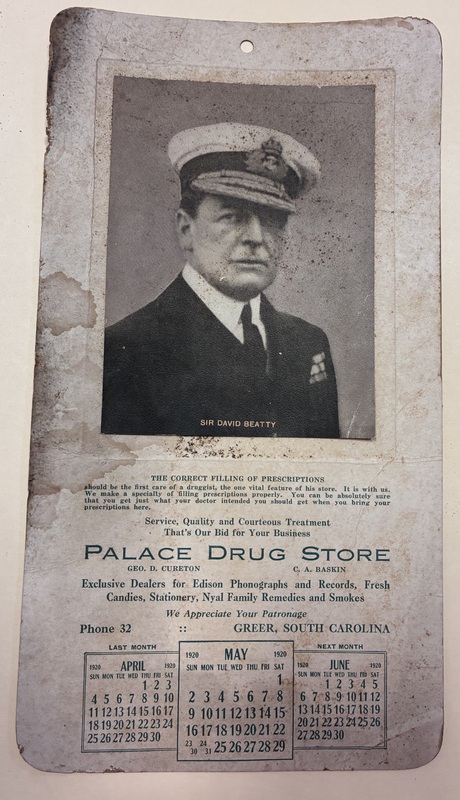 SIR DAVID BEATTY
THE CORRECT FILLING OF PRESCRIPTIONS
should be the first care of a druggist, the one vital feature of his store. It is with us.
We make a specialty of filling prescriptions properly. You can be absolutely sure
that you get just what your doctor intended you should get when you bring your
prescriptions here.
Service, Quality and Courteous Treatment
That's Our Bid for Your Business
PALACE DRUG STORE
GEO. D. CURETON C. A. BASKIN
Exclusive Dealers for Edison Phonographs and Records, Fresh
Candies, Stationery, Nyal Family Remedies and Smokes
We Appreciate Your Patronage
Phone 32 :: GREER, SOUTH CAROLINA
LAST MONTH
1920 APRIL 1920
SUN MON TUE WED THU FRI SAT
1 2 3
4 5 6 7 8 9 10
11 12 13 14 15 16 17
18 19 20 21 22 23 24
25 26 27 28 29 30
1920 MAY 1920
SUN MON TUE WED THU FRI SAT
1
2 3 4 5 6 7 8
9 10 11 12 13 14 15
16 17 18 19 20 21 22
23 24 25 26 27 28 29
30 31
NEXT MONTH
1920 JUNE 1920
SUN MON TUE WED THU FRI SAT
1 2 3 4 5
6 7 8 9 10 11 12
13 14 15 16 17 18 19
20 21 22 23 24 25 26
27 28 29 30